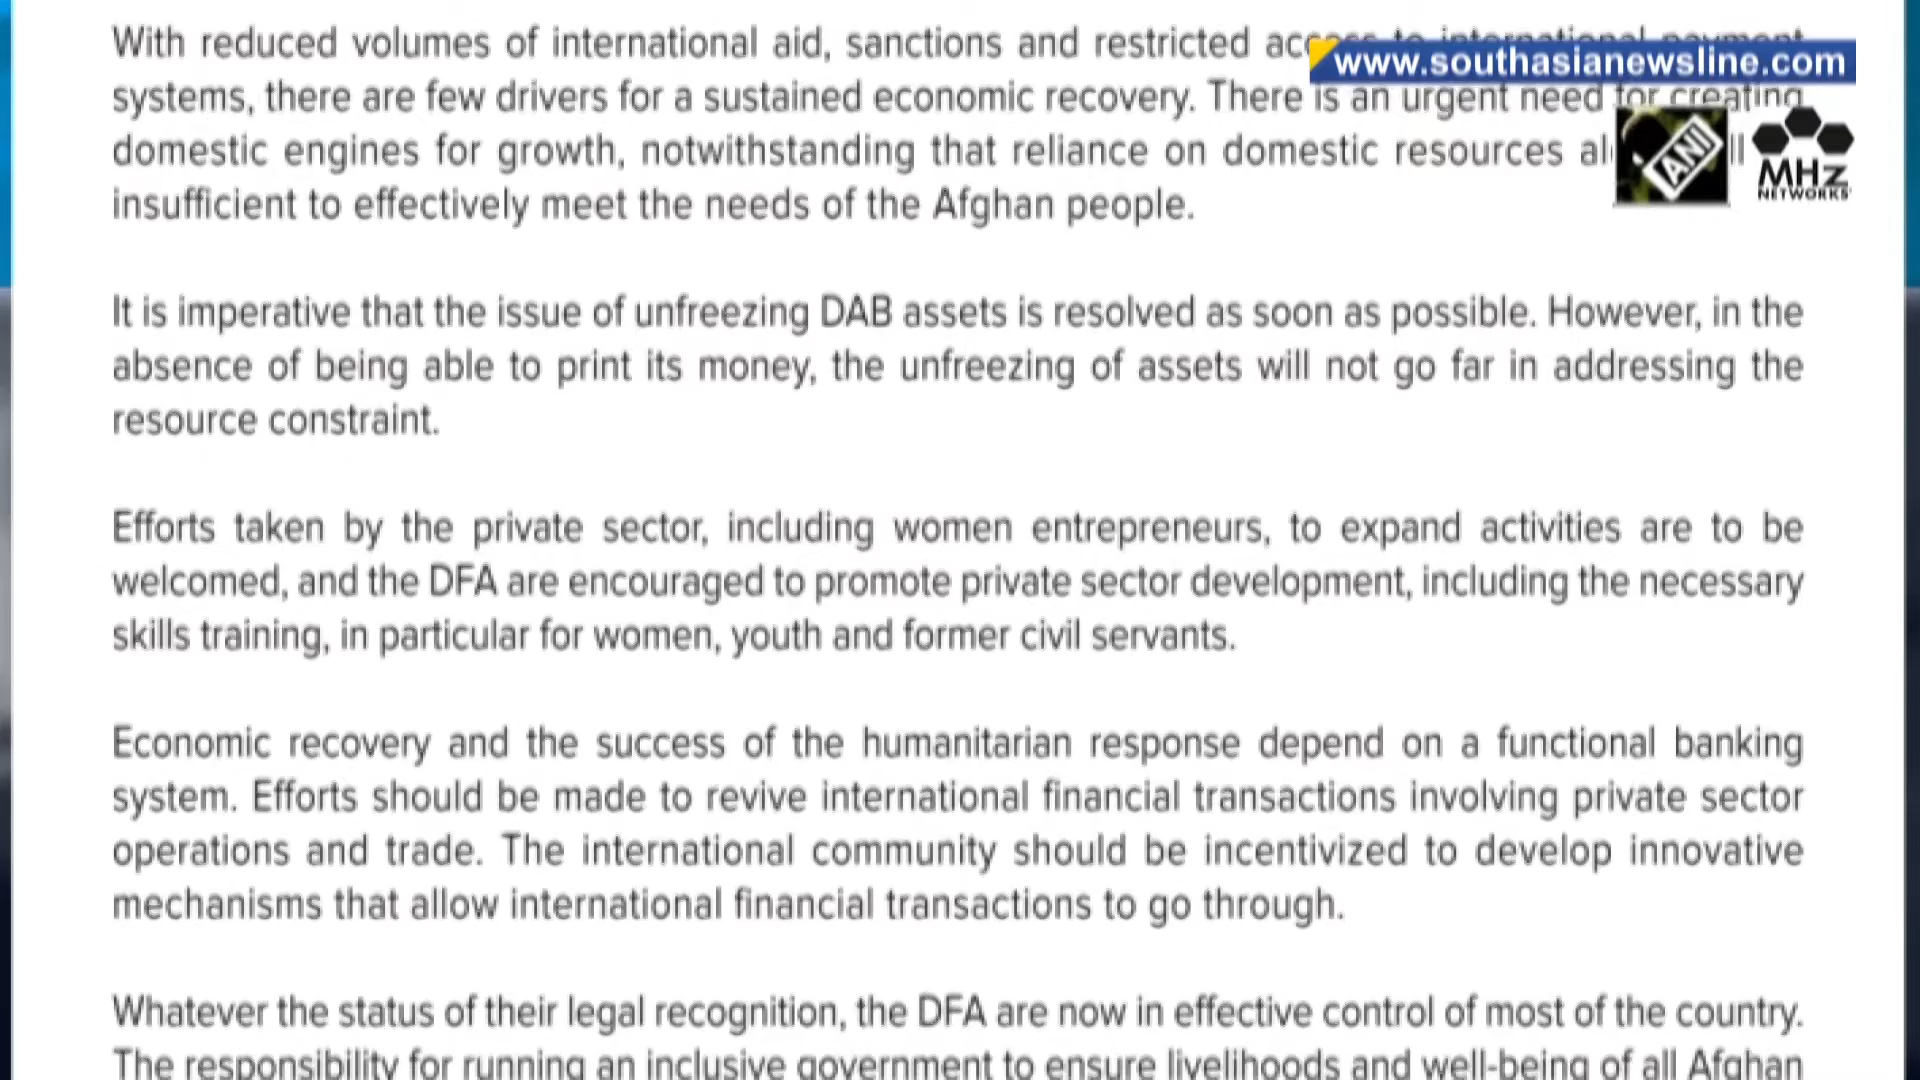 With reduced volumes of international aid, sanctions and restricted access to international payment
www.southasianewsline.com
systems, there are few drivers for a sustained economic recovery. There is an urgent need for creating
domestic engines for growth, notwithstanding that reliance on domestic resources
ANI
MHz
NETWORKS
insufficient to effectively meet the needs of the Afghan people.
It is imperative that the issue of unfreezing DAB assets is resolved as soon as possible. However, in the
absence of being able to print its money, the unfreezing of assets will not go far in addressing the
resource constraint.
Efforts taken by the private sector, including women entrepreneurs, to expand activities are to be
welcomed, and the DFA are encouraged to promote private sector development, including the necessary
skills training, in particular for women, youth and former civil servants.
Economic recovery and the success of the humanitarian response depend on a functional banking
system. Efforts should be made to revive international financial transactions involving private sector
operations and trade. The international community should be incentivized to develop innovative
mechanisms that allow international financial transactions to go through.
Whatever the status of their legal recognition, the DFA are now in effective control of most of the country.
The responsibility for running an inclusive government to ensure livelihoods and well-being of all Afghan